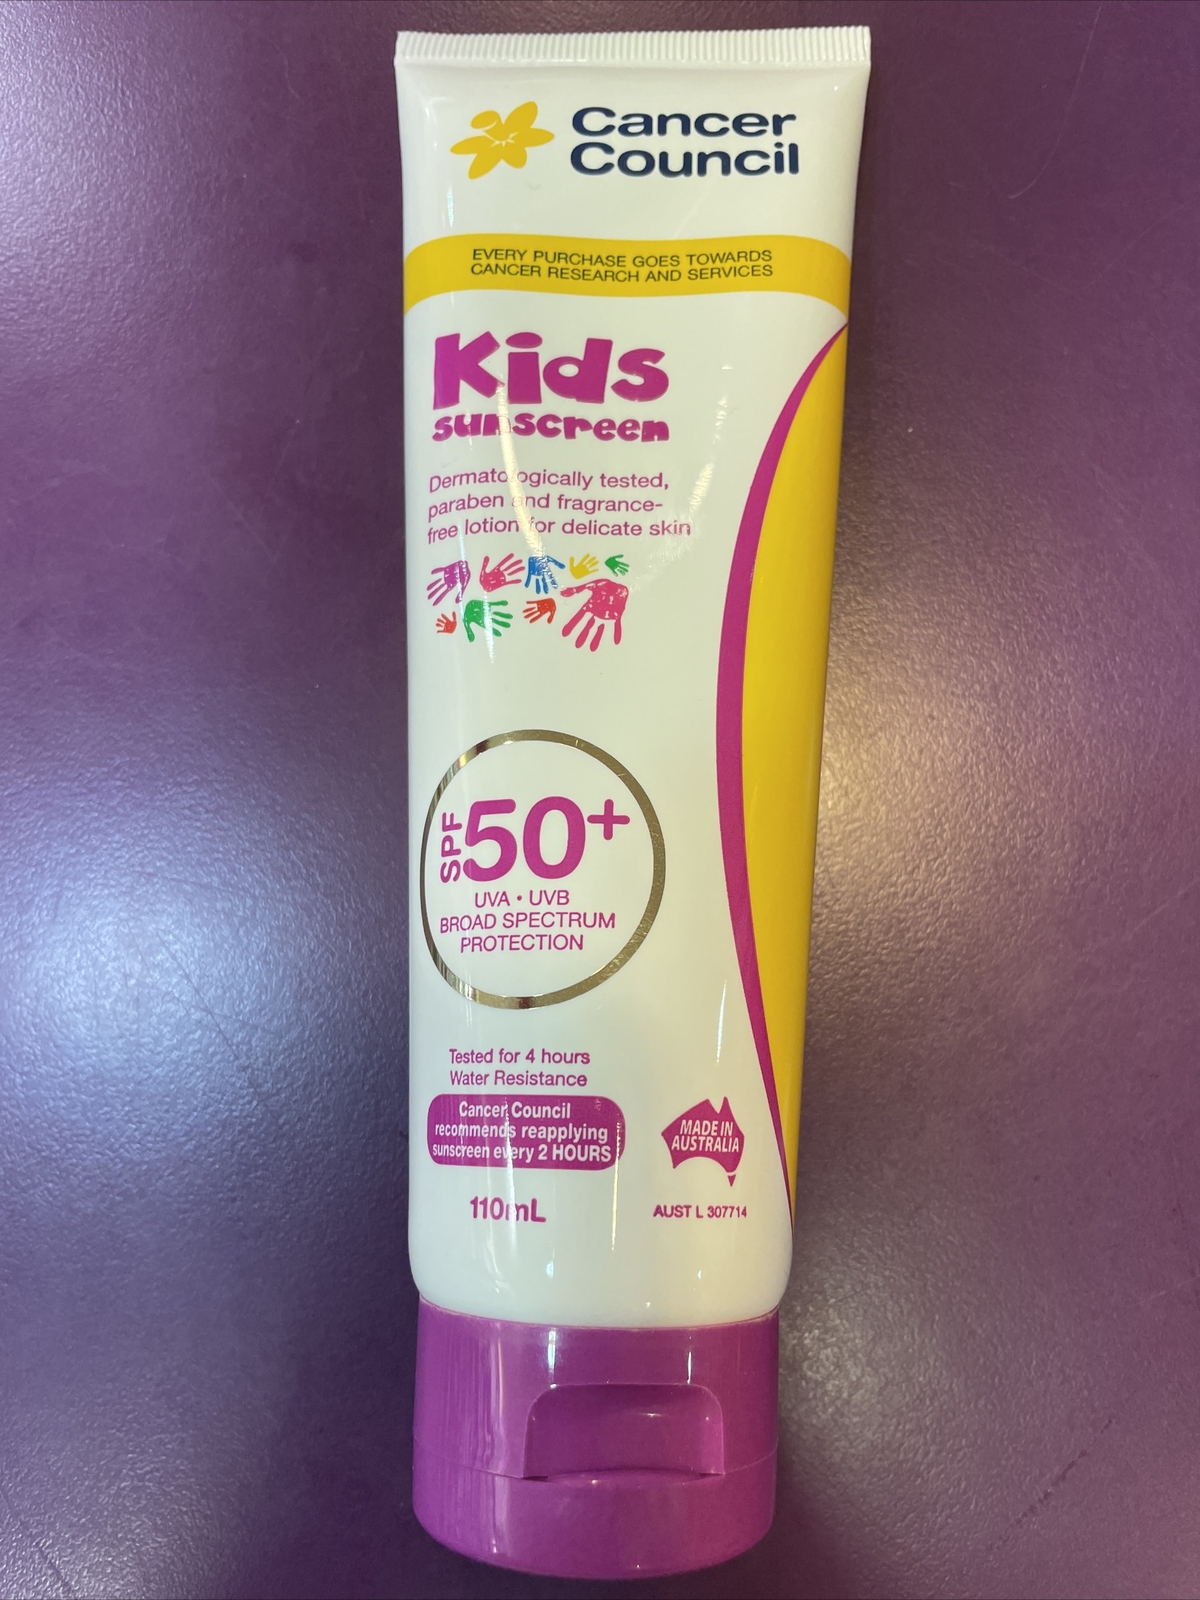 Cancer
Council
EVERY PURCHASE GOES TOWARDS
CANCER RESEARCH AND SERVICES
Kids
sunscreen
Dermatologically tested,
paraben and fragrance-
free lotion for delicate skin
SPF 50+
UVA • UVB
BROAD SPECTRUM
PROTECTION
Tested for 4 hours
Water Resistance
Cancer Council
recommends reapplying
sunscreen every 2 HOURS
MADE IN
AUSTRALIA
110mL
AUST L 307714